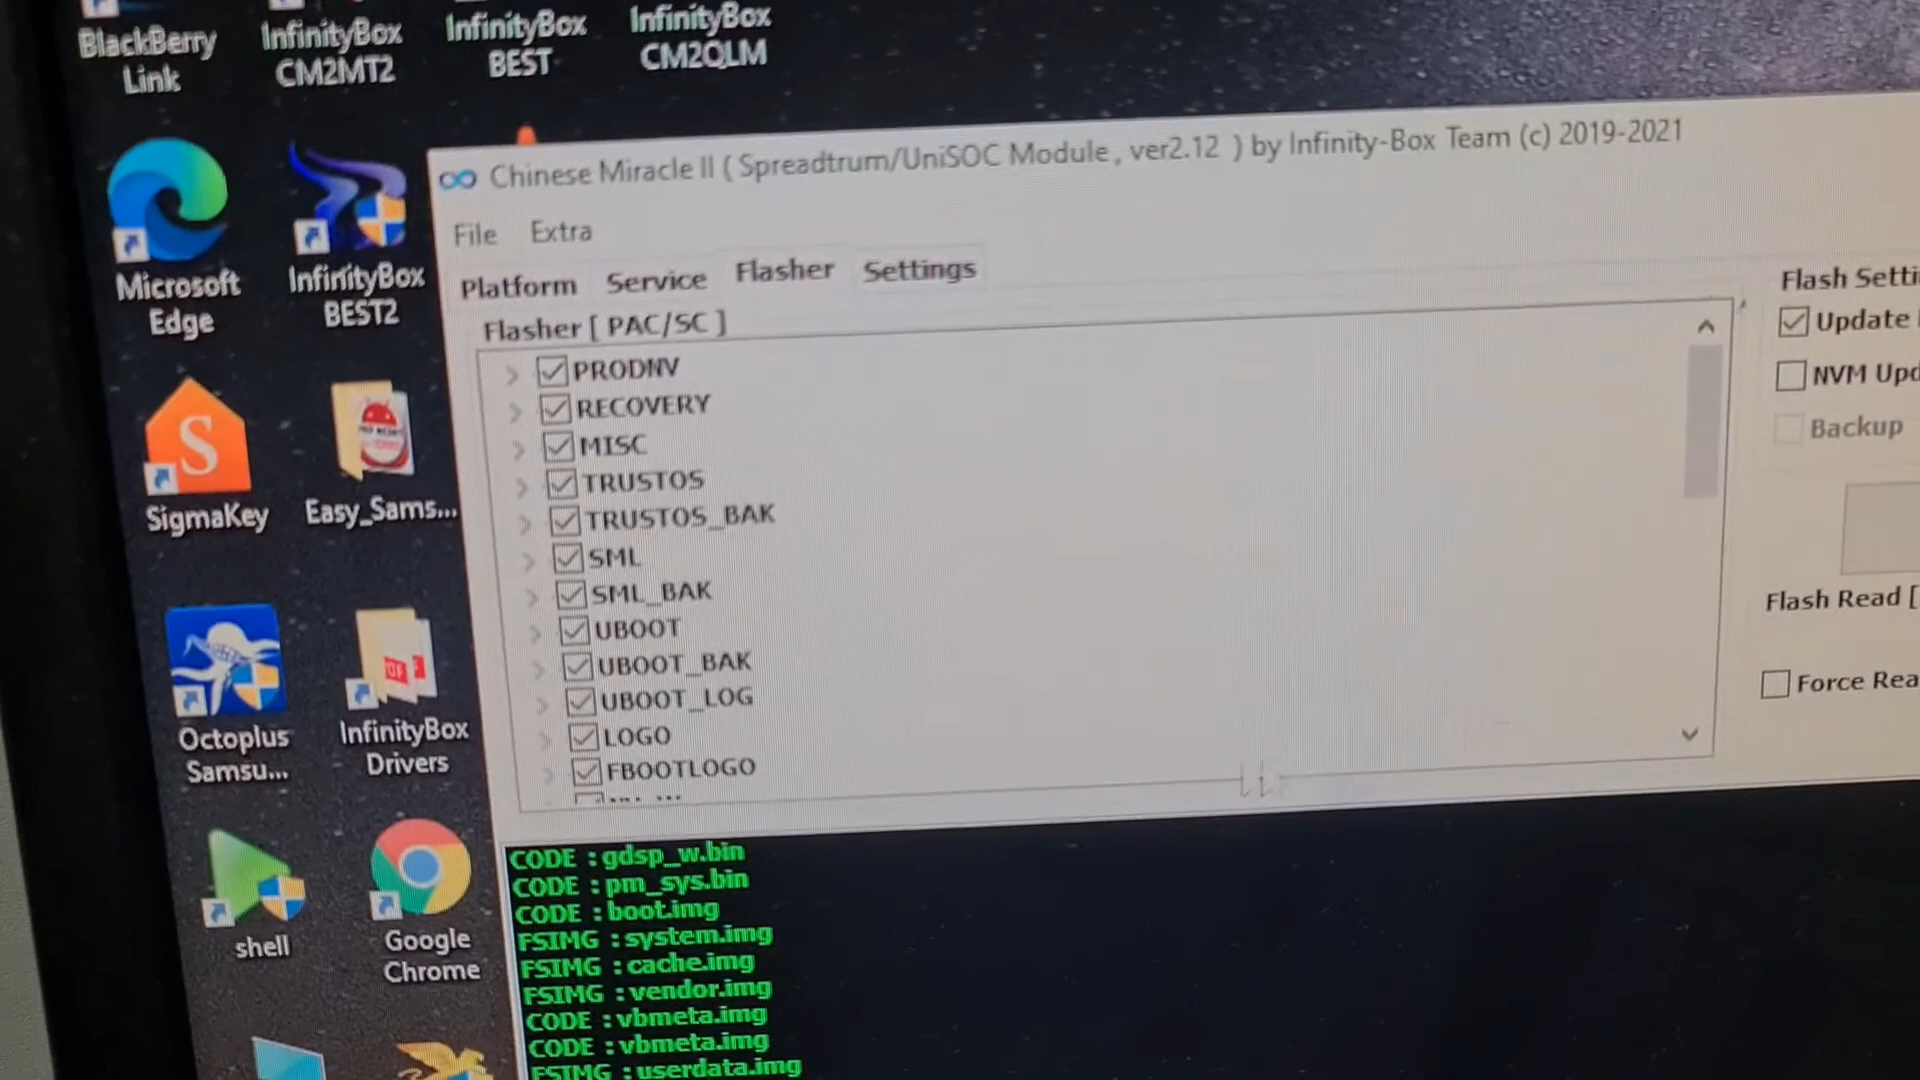 BlackBerry
Link
InfinityBox
CM2MT2
InfinityBox
BEST
InfinityBox
CM2QLM
Microsoft
Edge
InfinityBox
BEST2
SigmaKey
Easy_Sams...
Octoplus
Samsu...
InfinityBox
Drivers
shell
Google
Chrome
Chinese Miracle II ( Spreadtrum/UniSOC Module , ver2.12 ) by Infinity-Box Team (c) 2019-2021
File Extra
Platform Service Flasher Settings
Flasher [ PAC/SC ]
PRODNV
RECOVERY
MISC
TRUSTOS
TRUSTOS_BAK
SML
SML_BAK
UBOOT
UBOOT_BAK
UBOOT_LOG
LOGO
FBOOTLOGO
Flash Setti
Update
NVM Upd
Backup
Flash Read [
Force Rea
CODE : gdsp_w.bin
CODE : pm_sys.bin
CODE : boot.img
FSIMG : system.img
FSIMG : cache.img
FSIMG : vendor.img
CODE : vbmeta.img
CODE : vbmeta.img
FSIMG : userdata.img